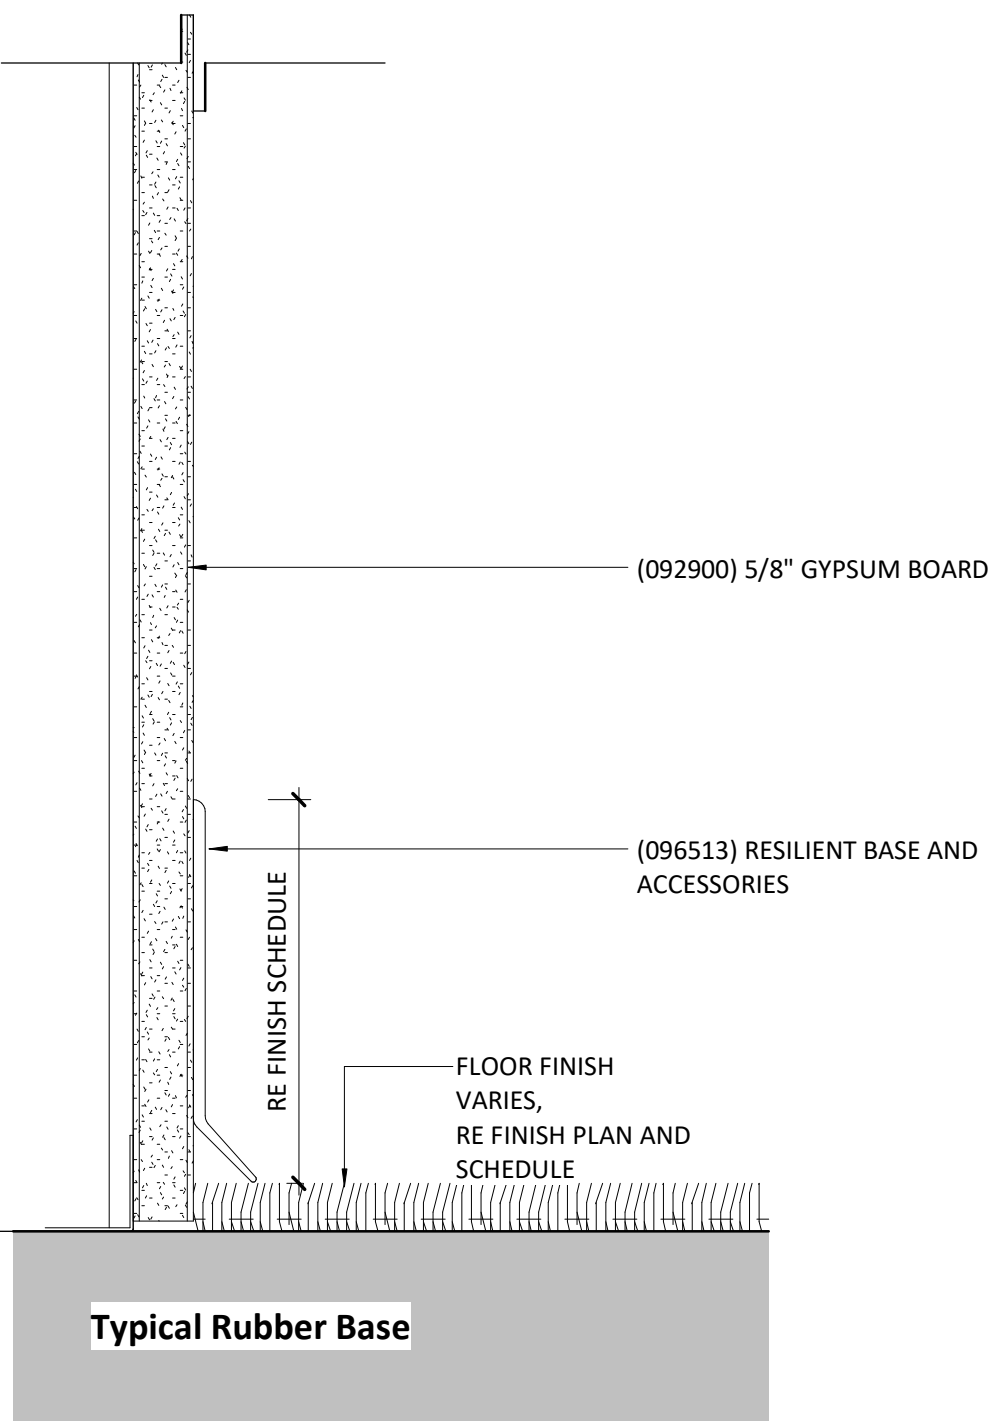 (092900) 5/8" GYPSUM BOARD
(096513) RESILIENT BASE AND
ACCESSORIES
RE FINISH SCHEDULE
FLOOR FINISH
VARIES,
RE FINISH PLAN AND
SCHEDULE
Typical Rubber Base